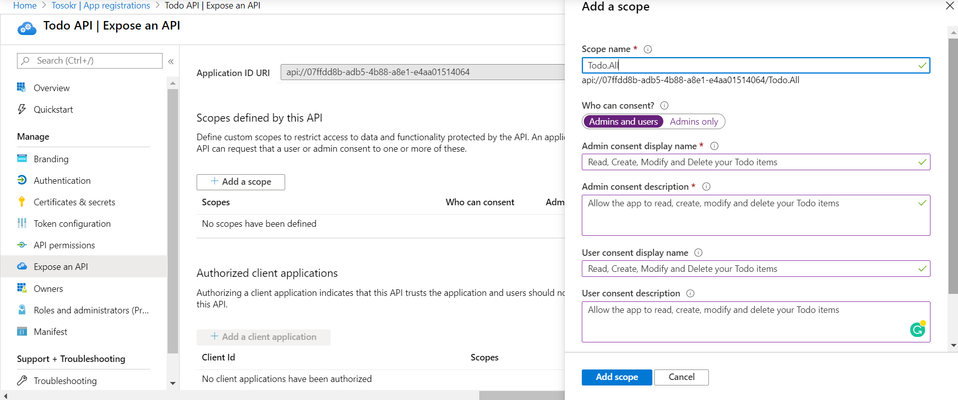 Home > Tosokr | App registrations > Todo API | Expose an API
Todo API | Expose an API
Search (Ctrl+/)
«
Overview
Quickstart
Manage
Branding
Authentication
Certificates & secrets
Token configuration
API permissions
Expose an API
Owners
Roles and administrators (Pr...
Manifest
Support + Troubleshooting
Troubleshooting
Application ID URI
api://07ffdd8b-adb5-4b88-a8e1-e4aa01514064
Scopes defined by this API
Define custom scopes to restrict access to data and functionality protected by the API. An applic
API can request that a user or admin consent to one or more of these.
+ Add a scope
Scopes Who can consent Adm
No scopes have been defined
Authorized client applications
Authorizing a client application indicates that this API trusts the application and users should no
this API.
+ Add a client application
Client Id Scopes
No client applications have been authorized
Add a scope
Scope name *
Todo.All
api://07ffdd8b-adb5-4b88-a8e1-e4aa01514064/Todo.All
Who can consent?
Admins and users Admins only
Admin consent display name *
Read, Create, Modify and Delete your Todo items
Admin consent description *
Allow the app to read, create, modify and delete your Todo items
User consent display name
Read, Create, Modify and Delete your Todo items
User consent description
Allow the app to read, create, modify and delete your Todo items
Add scope Cancel